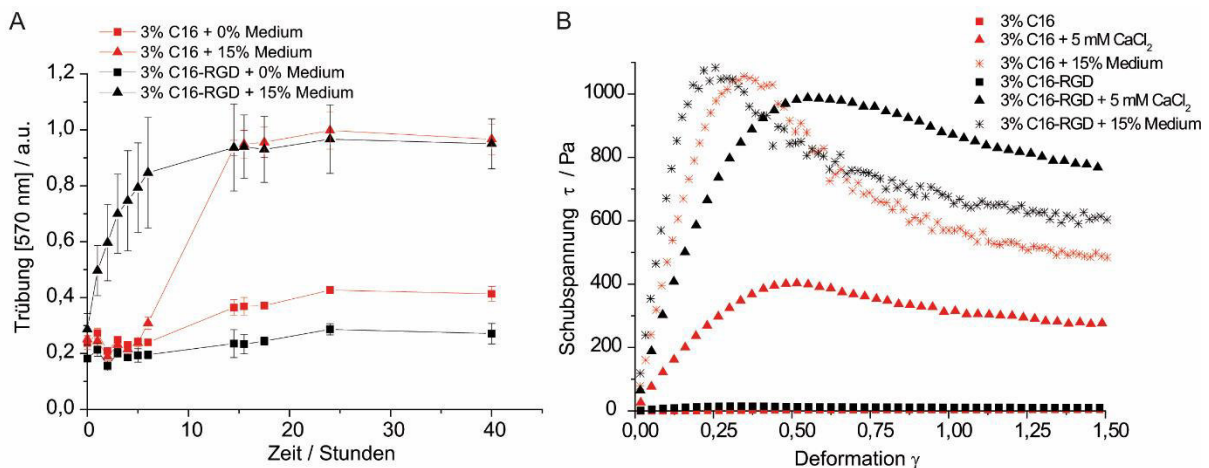 A
3% C16 + 0% Medium
3% C16 + 15% Medium
3% C16-RGD + 0% Medium
3% C16-RGD + 15% Medium
1,2
1,0
0,8
0,6
0,4
0,2
0,0
Trübung [570 nm] / a.u.
0 10 20 30 40
Zeit / Stunden
B
3% C16
3% C16 + 5 mM CaCl₂
3% C16 + 15% Medium
3% C16-RGD
3% C16-RGD + 5 mM CaCl₂
3% C16-RGD + 15% Medium
1000
800
600
400
200
0
Schubspannung τ / Pa
0,00 0,25 0,50 0,75 1,00 1,25 1,50
Deformation γ